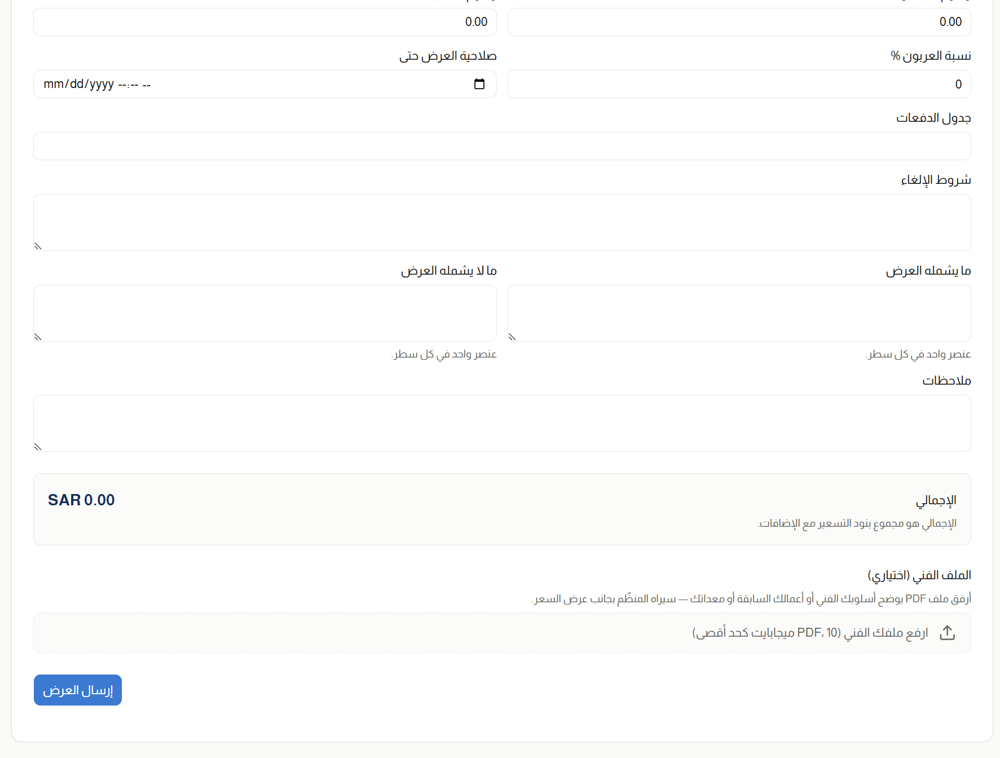 0.00
0.00
نسبة العربون %
صلاحية العرض حتى
0
mm/dd/yyyy --:-- --
جدول الدفعات
شروط الإلغاء
ما يشمله العرض
ما لا يشمله العرض
عنصر واحد في كل سطر.
عنصر واحد في كل سطر.
ملاحظات
الإجمالي
SAR 0.00
الإجمالي هو مجموع بنود التسعير مع الإضافات.
الملف الفني (اختياري)
أرفق ملف PDF يوضح أسلوبك الفني أو أعمالك السابقة أو معداتك — سيراه المنظّم بجانب عرض السعر.
ارفع ملفك الفني (PDF، 10 ميجابايت كحد أقصى)
إرسال العرض